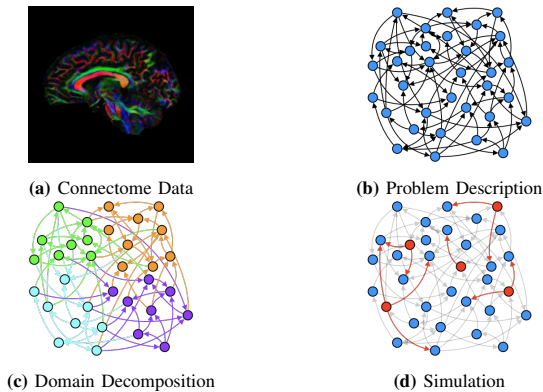 (a) Connectome Data
(b) Problem Description
(c) Domain Decomposition
(d) Simulation